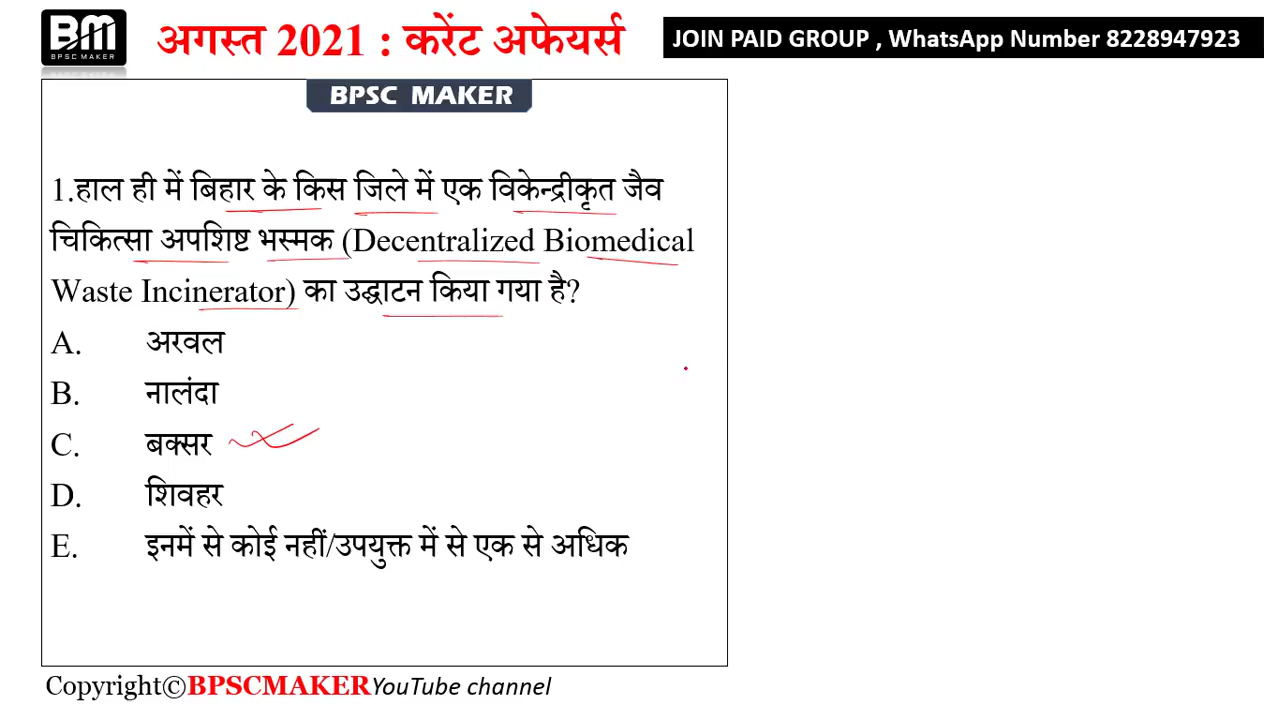 BM
BPSC MAKER
अगस्त 2021 : करेंट अफेयर्स
JOIN PAID GROUP , WhatsApp Number 8228947923
BPSC MAKER
1.हाल ही में बिहार के किस जिले में एक विकेन्द्रीकृत जैव
चिकित्सा अपशिष्ट भस्मक (Decentralized Biomedical
Waste Incinerator) का उद्घाटन किया गया है?
A. अरवल
B. नालंदा
C. बक्सर
D. शिवहर
E. इनमें से कोई नहीं/उपयुक्त में से एक से अधिक
Copyright©BPSCMAKERYouTube channel